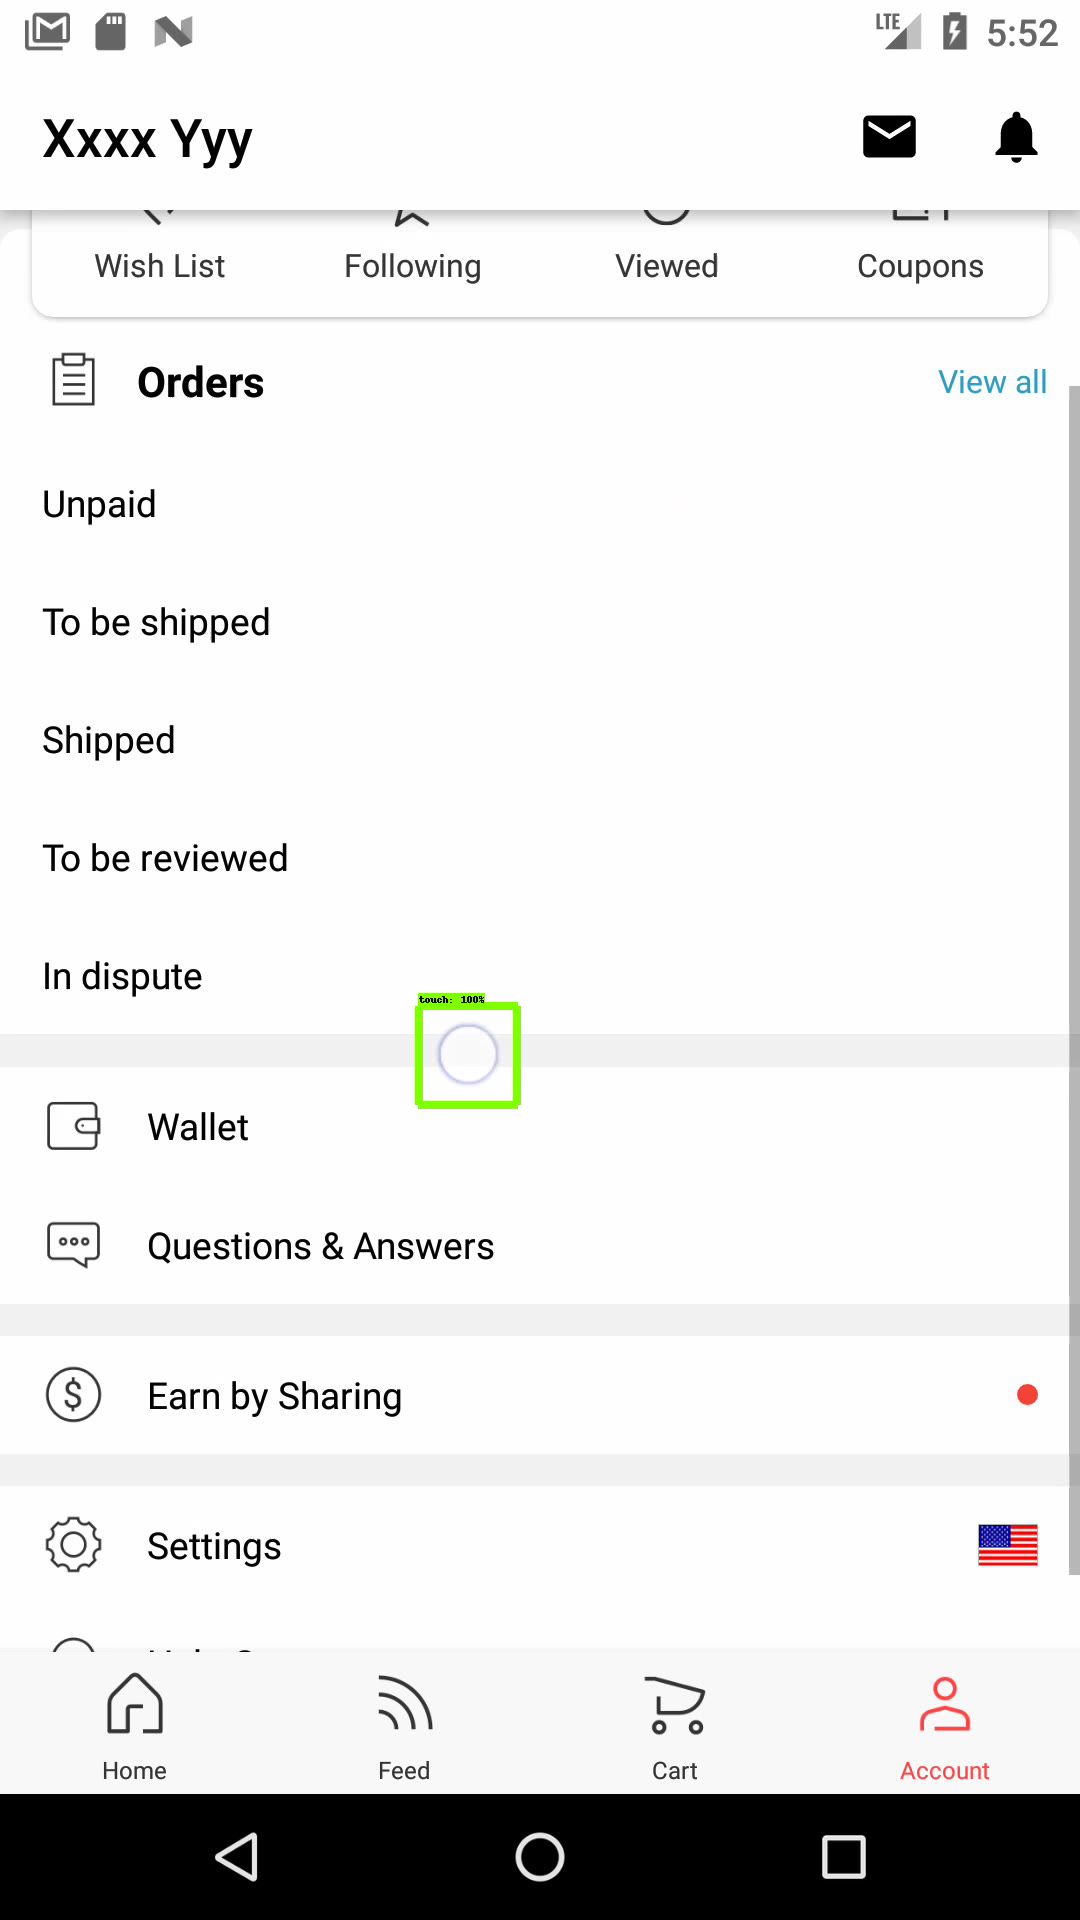 LTE 5:52
Xxxx Yyy
Wish List Following Viewed Coupons
Orders View all
Unpaid
To be shipped
Shipped
To be reviewed
In dispute
touch: 100%
Wallet
Questions & Answers
Earn by Sharing
Settings
Home Feed Cart Account